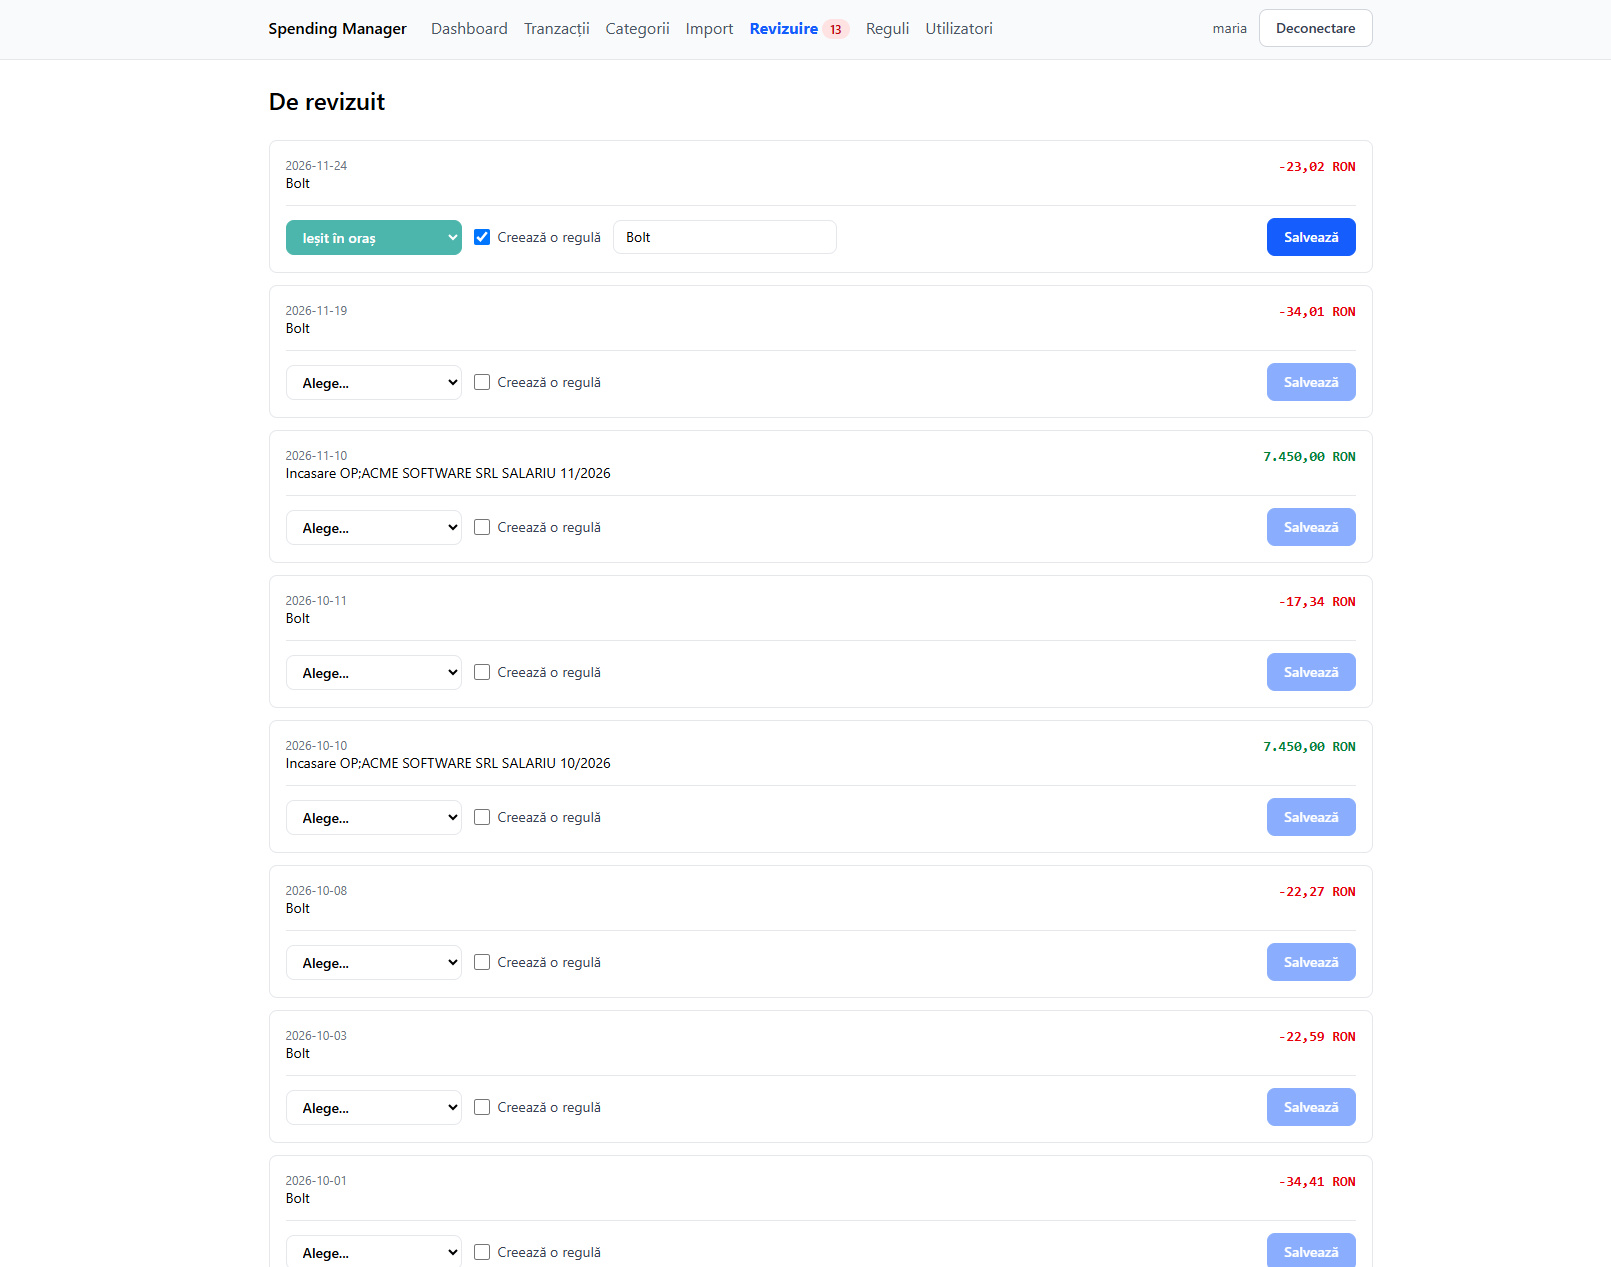 Spending Manager Dashboard Tranzacții Categorii Import Revizuire 13 Reguli Utilizatori maria Deconectare
De revizuit
2026-11-24 -23,02 RON
Bolt
Ieșit în oraș Creează o regulă Bolt Salvează
2026-11-19 -34,01 RON
Bolt
Alege... Creează o regulă Salvează
2026-11-10 7.450,00 RON
Incasare OP;ACME SOFTWARE SRL SALARIU 11/2026
Alege... Creează o regulă Salvează
2026-10-11 -17,34 RON
Bolt
Alege... Creează o regulă Salvează
2026-10-10 7.450,00 RON
Incasare OP;ACME SOFTWARE SRL SALARIU 10/2026
Alege... Creează o regulă Salvează
2026-10-08 -22,27 RON
Bolt
Alege... Creează o regulă Salvează
2026-10-03 -22,59 RON
Bolt
Alege... Creează o regulă Salvează
2026-10-01 -34,41 RON
Bolt
Alege... Creează o regulă Salvează